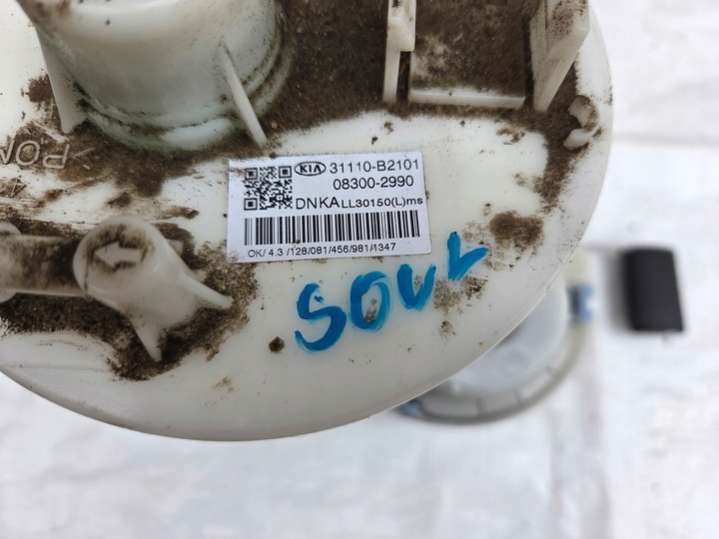 KIA 31110-B2101
08300-2990
DNKALL30150(L)ms
OK/ 4.3 /128/081/456/981/1347
SOUL